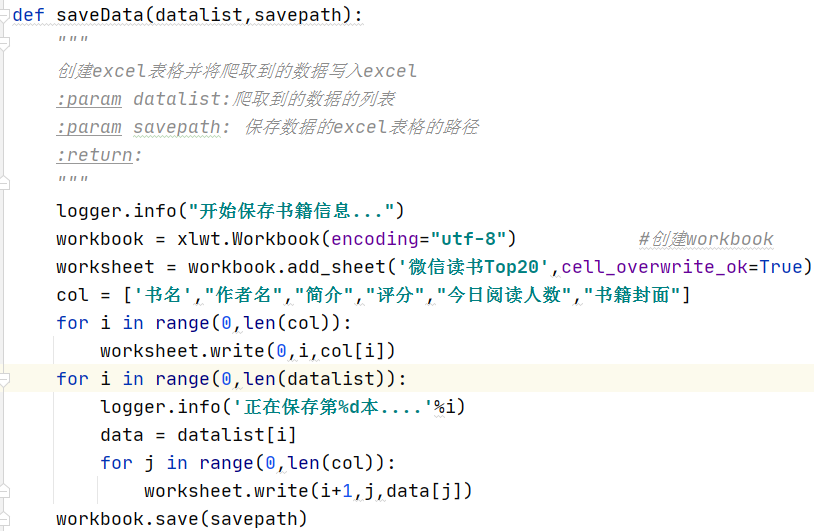 def saveData(datalist,savepath):
    """
    创建excel表格并将爬取到的数据写入excel
    :param datalist:爬取到的数据的列表
    :param savepath: 保存数据的excel表格的路径
    :return:
    """
    logger.info("开始保存书籍信息...")
    workbook = xlwt.Workbook(encoding="utf-8")           #创建workbook
    worksheet = workbook.add_sheet('微信读书Top20',cell_overwrite_ok=True)
    col = ['书名',"作者名","简介","评分","今日阅读人数","书籍封面"]
    for i in range(0,len(col)):
        worksheet.write(0,i,col[i])
    for i in range(0,len(datalist)):
        logger.info('正在保存第%d本....'%i)
        data = datalist[i]
        for j in range(0,len(col)):
            worksheet.write(i+1,j,data[j])
    workbook.save(savepath)